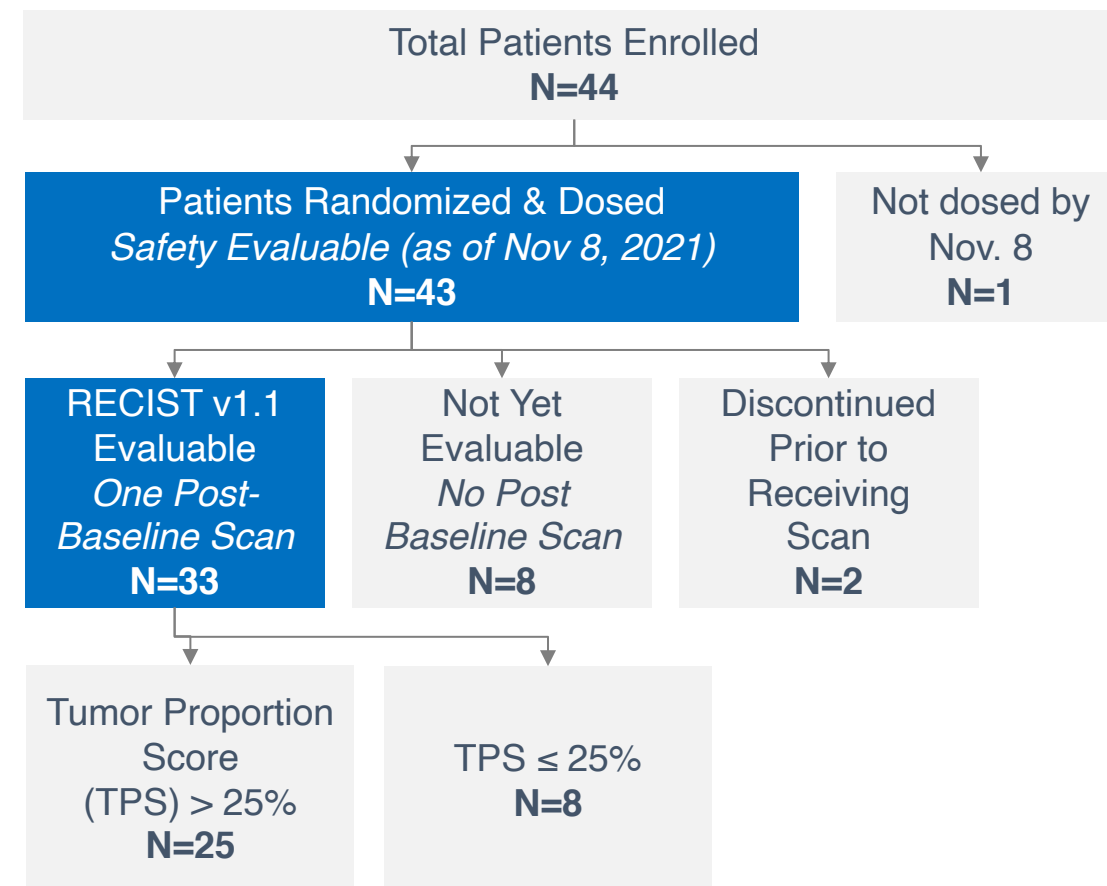 Total Patients Enrolled
N=44
Patients Randomized & Dosed
Safety Evaluable (as of Nov 8, 2021)
N=43
Not dosed by
Nov. 8
N=1
RECIST v1.1
Evaluable
One Post-
Baseline Scan
N=33
Not Yet
Evaluable
No Post
Baseline Scan
N=8
Discontinued
Prior to
Receiving
Scan
N=2
Tumor Proportion
Score
(TPS) > 25%
N=25
TPS ≤ 25%
N=8